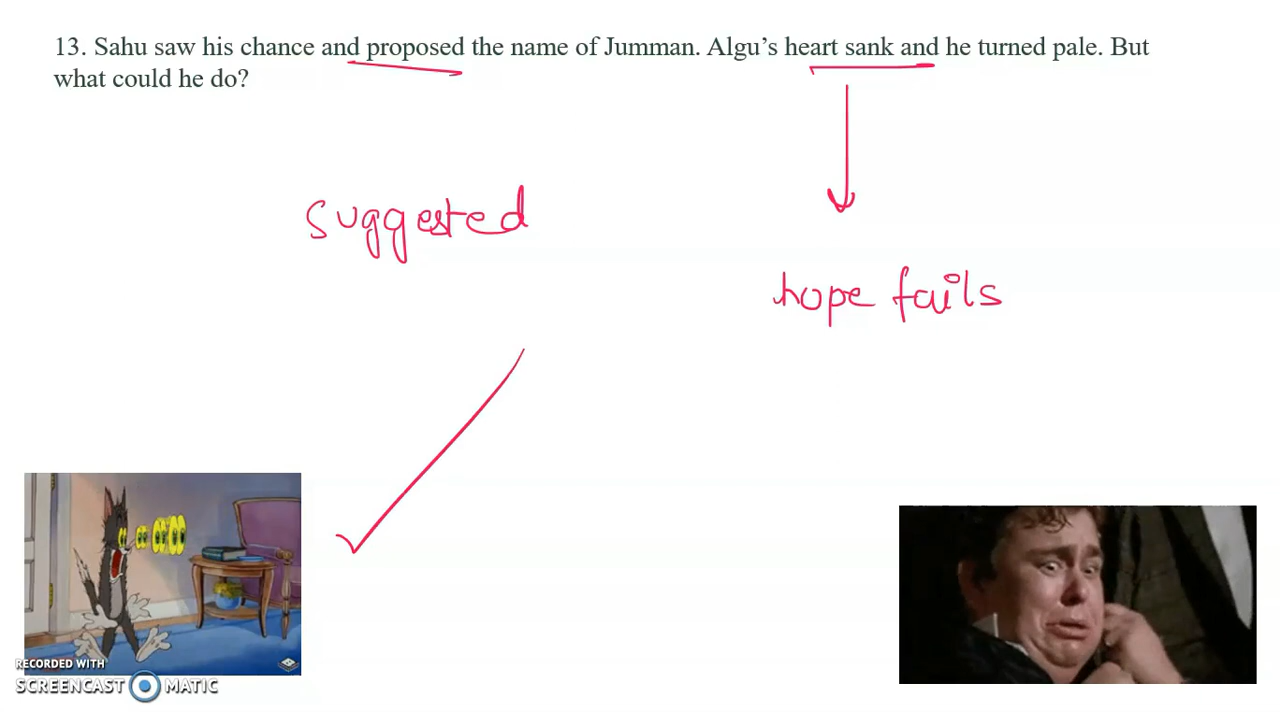 13. Sahu saw his chance and proposed the name of Jumman. Algu’s heart sank and he turned pale. But
what could he do?
suggested
hope fails
RECORDED WITH
SCREENCAST MATIC